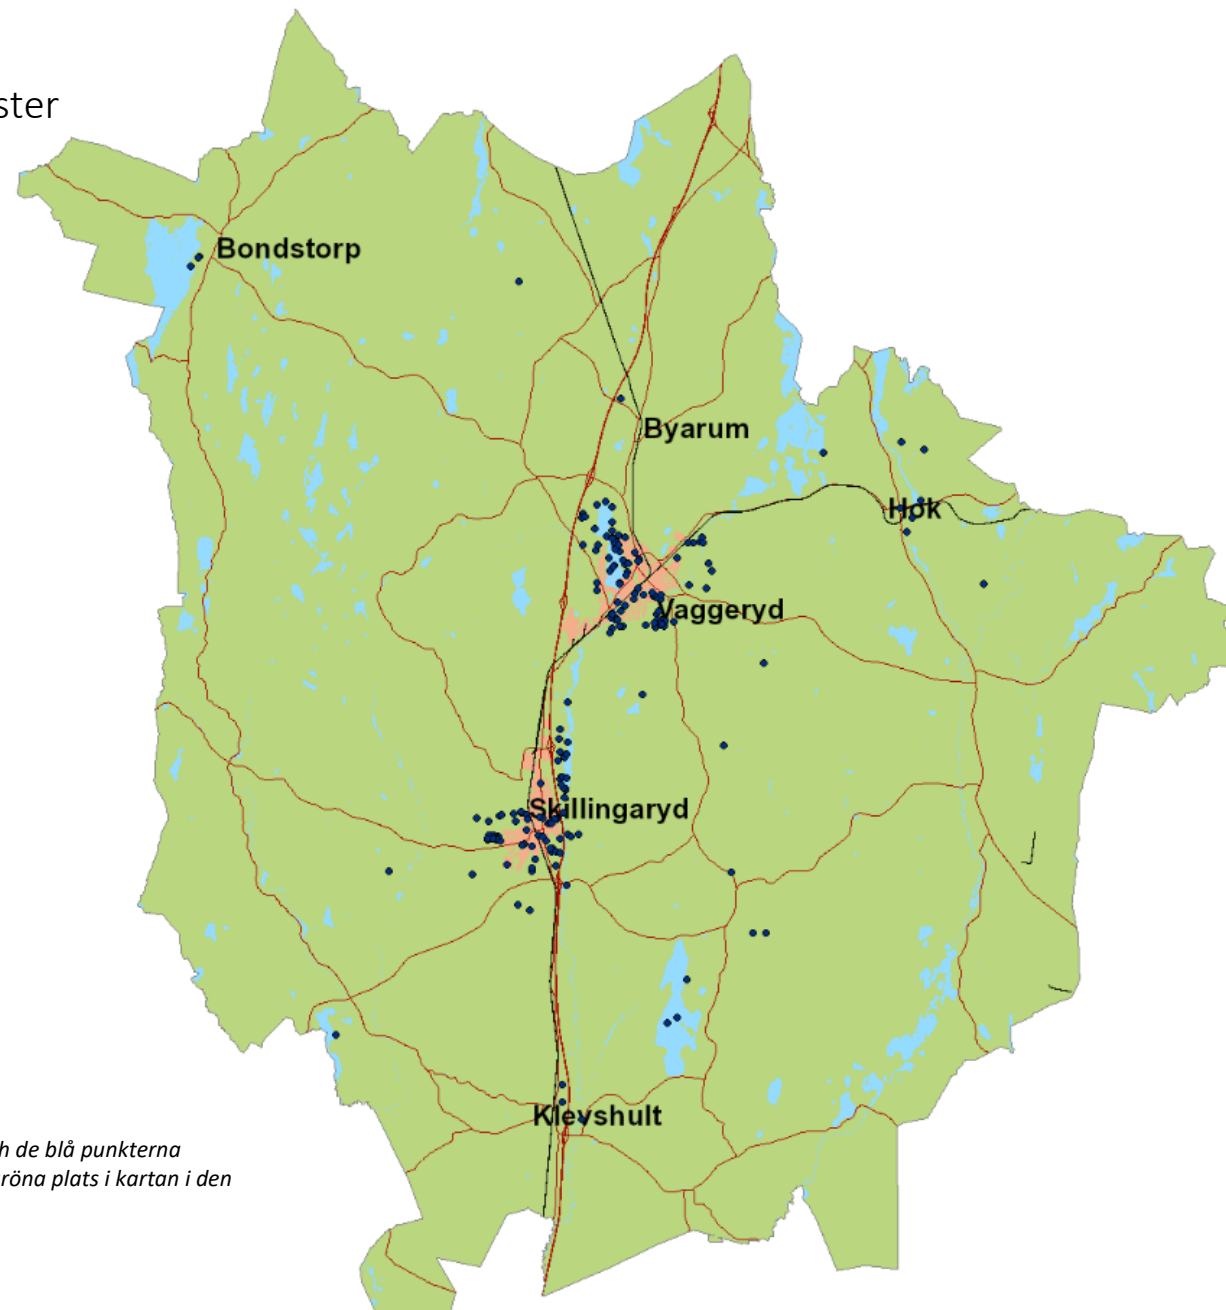 ster
Bondstorp
Byarum
Hok
Vaggeryd
Skillingaryd
Klevshult
h de blå punkterna
röna plats i kartan i den